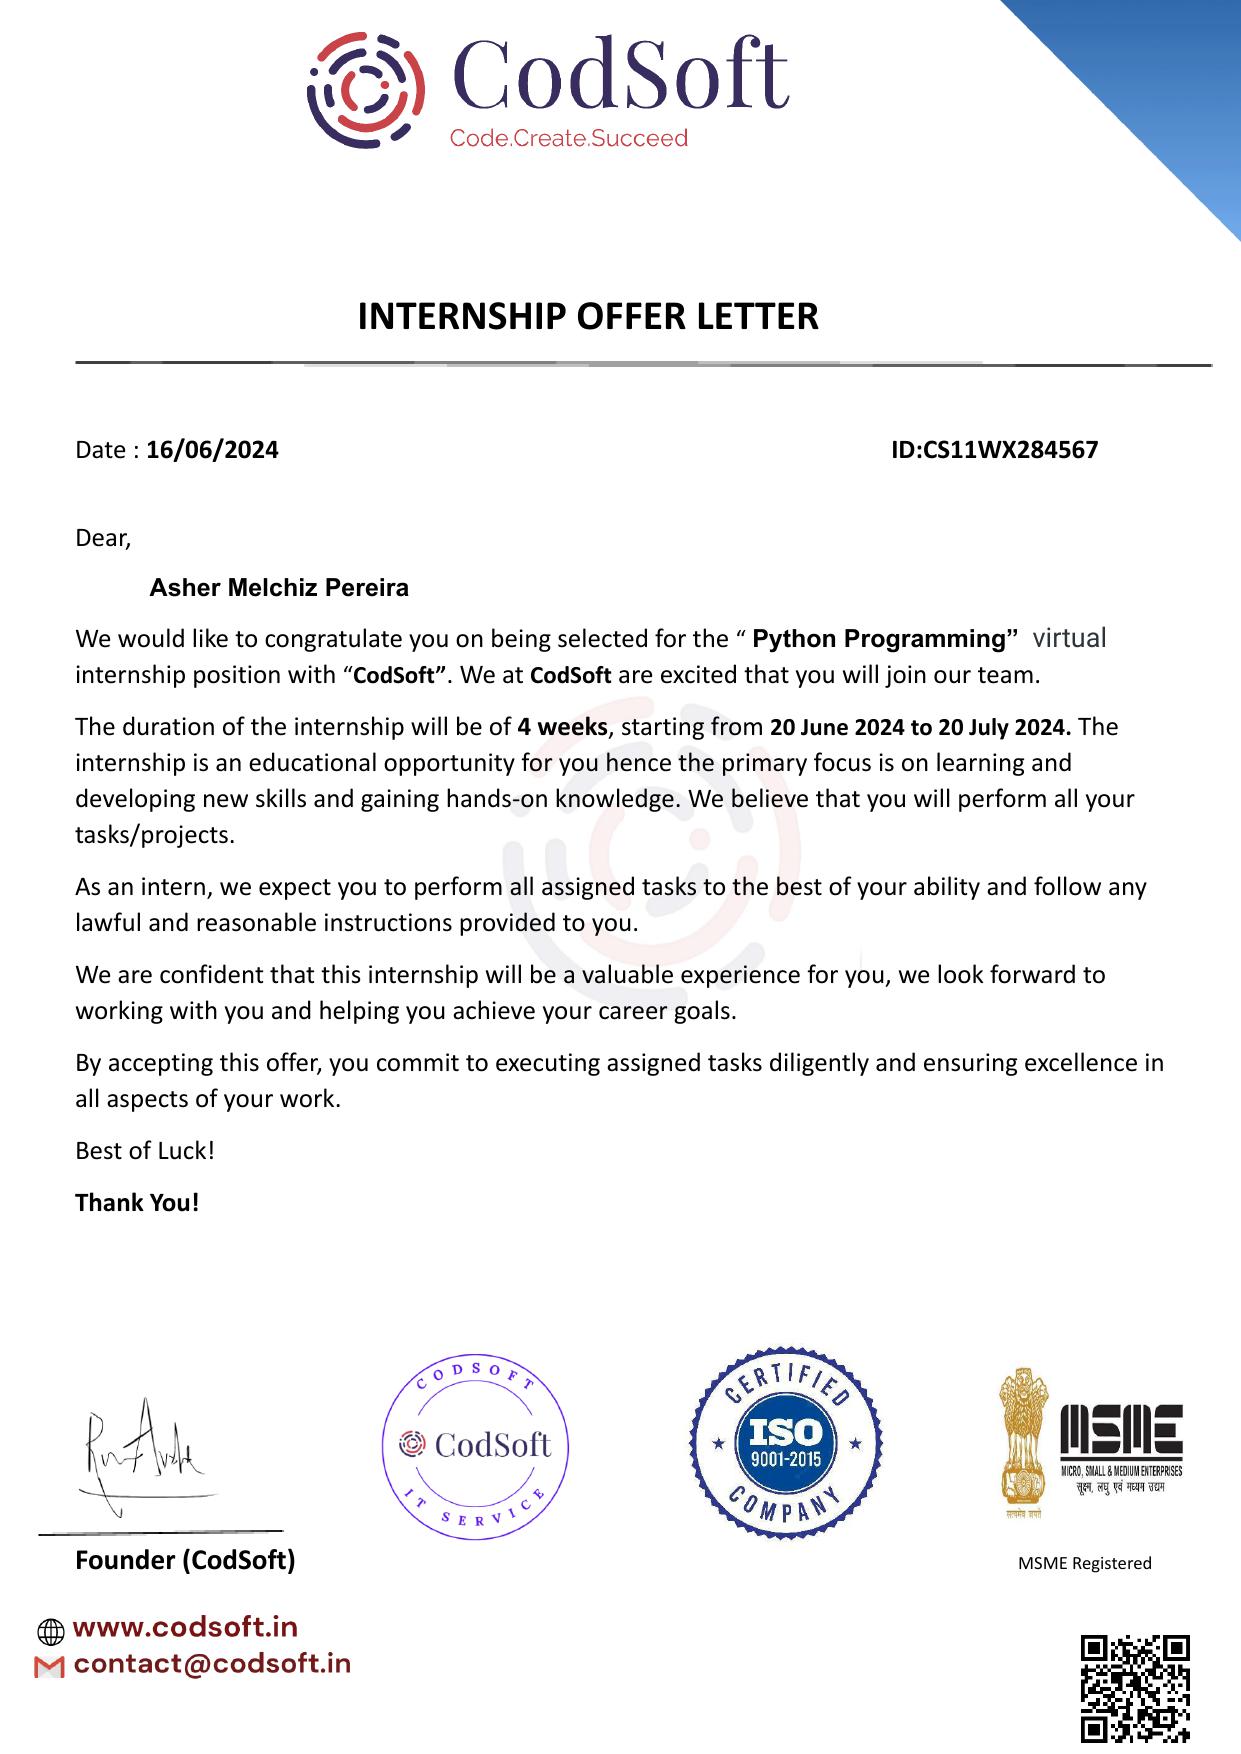 CodSoft
Code.Create.Succeed
INTERNSHIP OFFER LETTER
Date : 16/06/2024 ID:CS11WX284567
Dear,
Asher Melchiz Pereira
We would like to congratulate you on being selected for the “ Python Programming” virtual
internship position with “CodSoft”. We at CodSoft are excited that you will join our team.
The duration of the internship will be of 4 weeks, starting from 20 June 2024 to 20 July 2024. The
internship is an educational opportunity for you hence the primary focus is on learning and
developing new skills and gaining hands-on knowledge. We believe that you will perform all your
tasks/projects.
As an intern, we expect you to perform all assigned tasks to the best of your ability and follow any
lawful and reasonable instructions provided to you.
We are confident that this internship will be a valuable experience for you, we look forward to
working with you and helping you achieve your career goals.
By accepting this offer, you commit to executing assigned tasks diligently and ensuring excellence in
all aspects of your work.
Best of Luck!
Thank You!
CODSOFT
CodSoft
IT SERVICE
CERTIFIED
ISO
9001-2015
COMPANY
MSME
MICRO, SMALL & MEDIUM ENTERPRISES
सूक्ष्म, लघु एवं मध्यम उद्यम
सत्यमेव जयते
Founder (CodSoft)
MSME Registered
www.codsoft.in
contact@codsoft.in